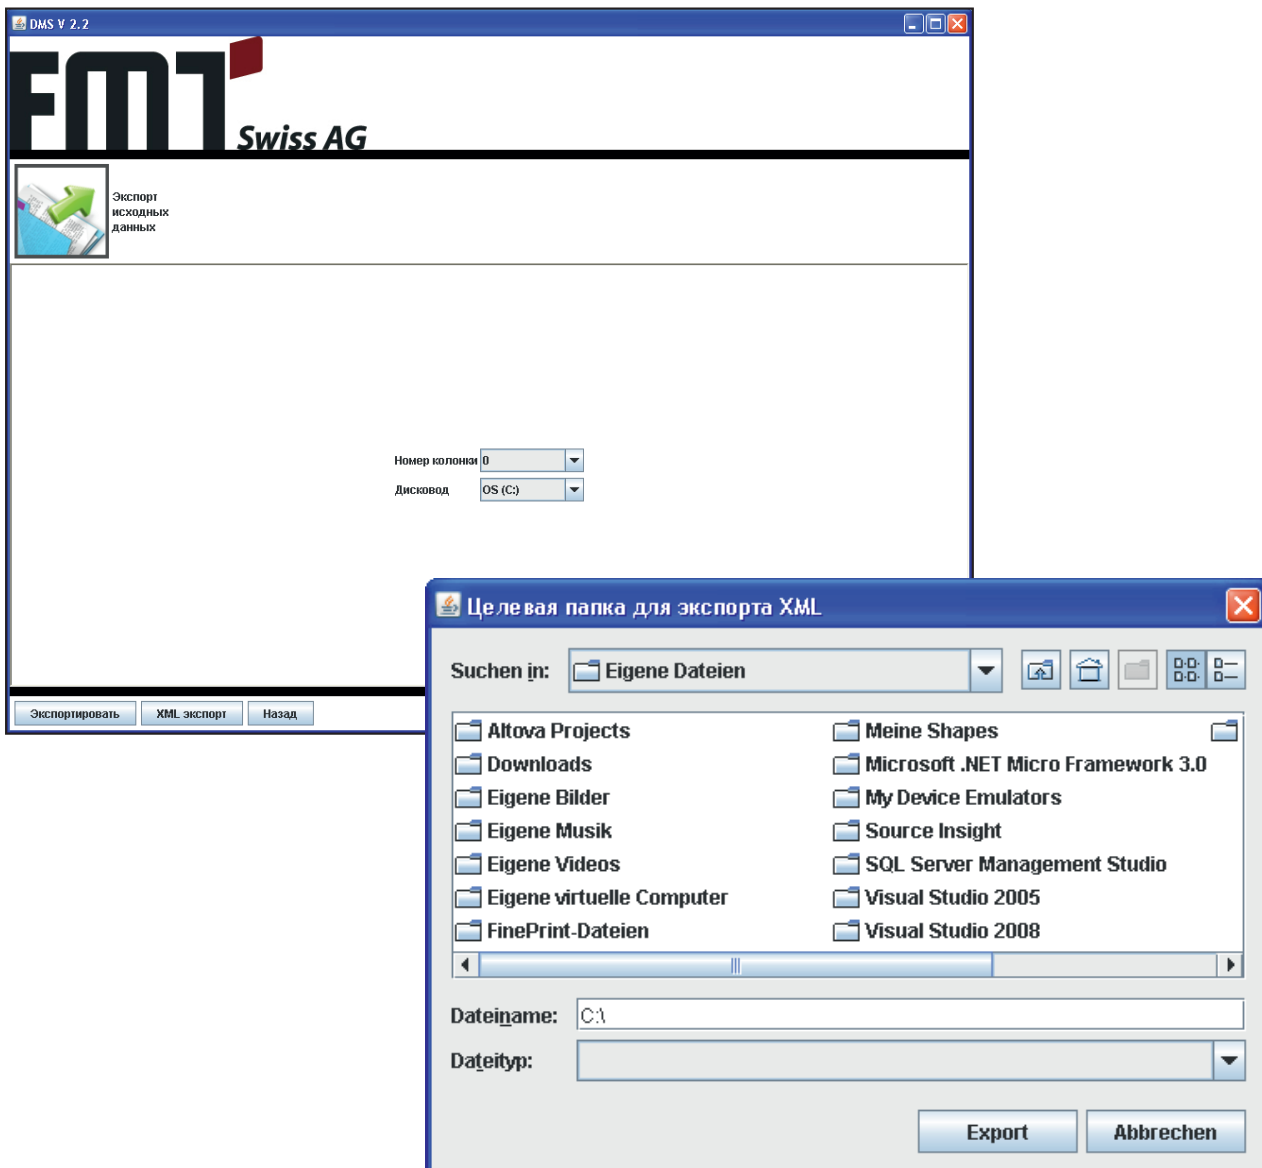 DMS V 2.2
FMT
Swiss AG
Экспорт
исходных
данных
Номер колонки 0
Дисковод OS (C:)
Экспортировать XML экспорт Назад
Целевая папка для экспорта XML
Suchen in: Eigene Dateien
Altova Projects
Downloads
Eigene Bilder
Eigene Musik
Eigene Videos
Eigene virtuelle Computer
FinePrint-Dateien
Meine Shapes
Microsoft .NET Micro Framework 3.0
My Device Emulators
Source Insight
SQL Server Management Studio
Visual Studio 2005
Visual Studio 2008
Dateiname: C:\
Dateityp:
Export Abbrechen